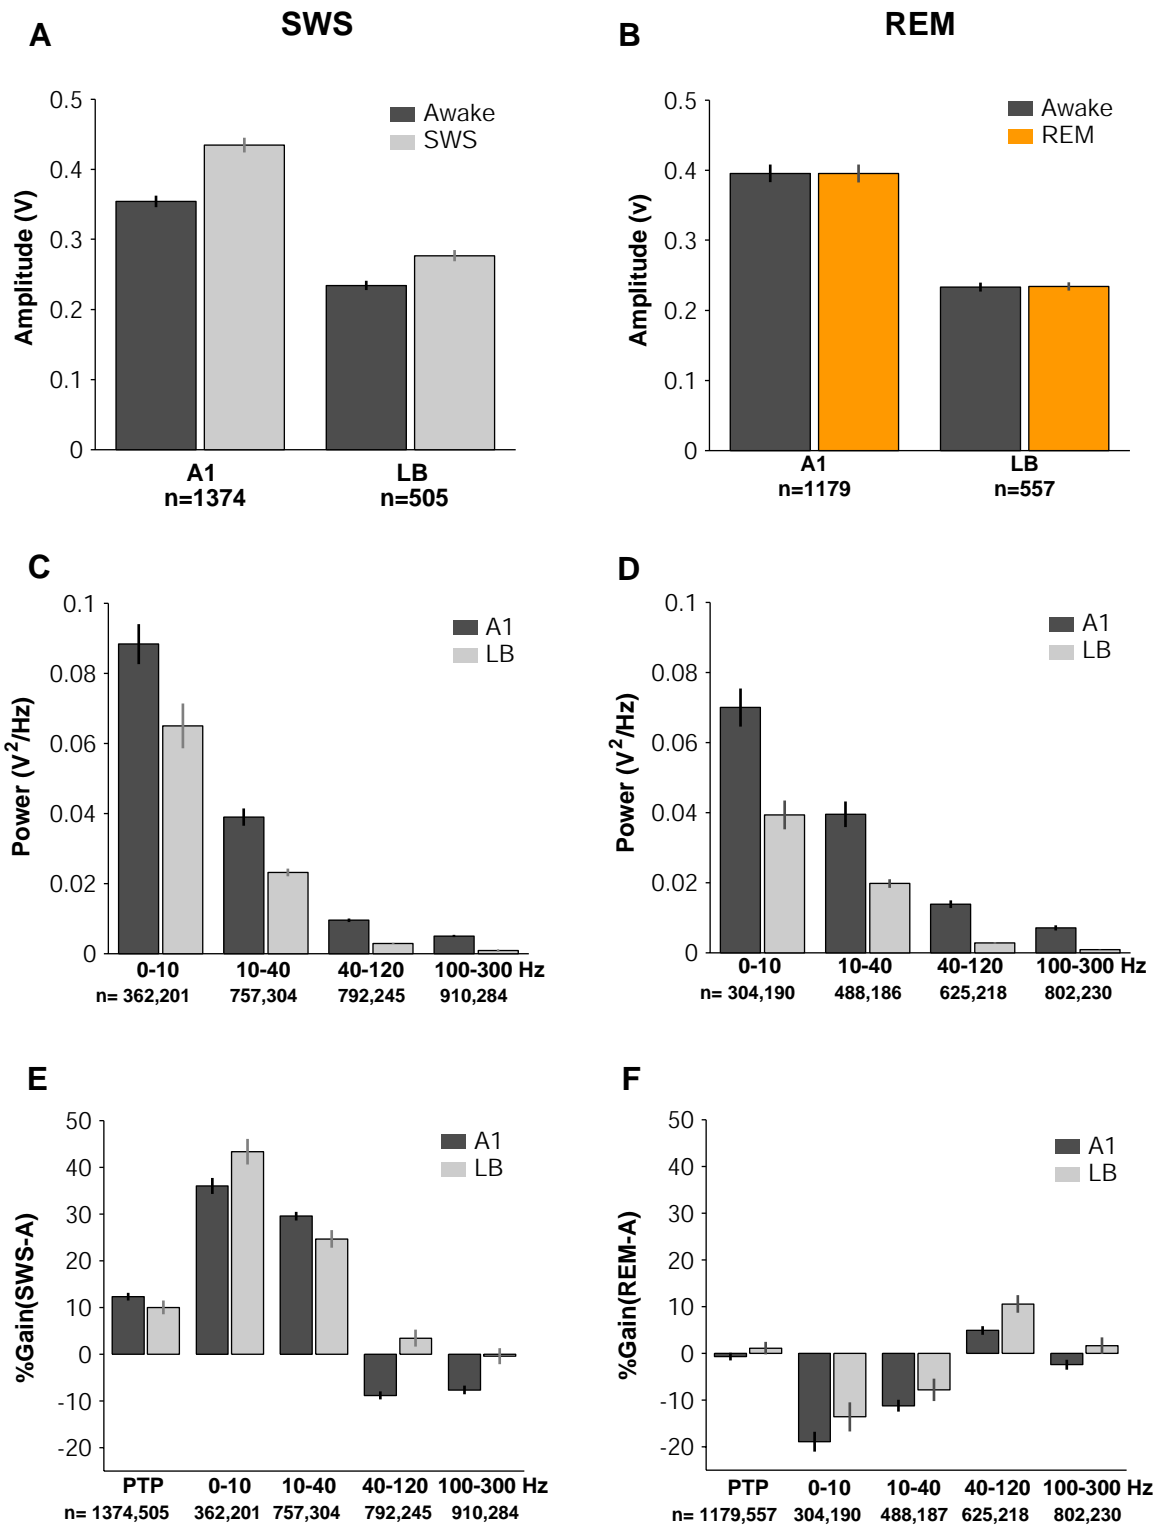 SWS
REM
A
B
0.5
0.4
0.3
0.2
0.1
0
Amplitude (V)
Awake
SWS
A1
LB
n=1374
n=505
0.5
0.4
0.3
0.2
0.1
0
Amplitude (v)
Awake
REM
A1
LB
n=1179
n=557
C
D
0.1
0.08
0.06
0.04
0.02
0
Power (V²/Hz)
A1
LB
0-10 10-40 40-120 100-300 Hz
n= 362,201 757,304 792,245 910,284
0.1
0.08
0.06
0.04
0.02
0
Power (V²/Hz)
A1
LB
0-10 10-40 40-120 100-300 Hz
n= 304,190 488,186 625,218 802,230
E
F
50
40
30
20
10
0
-10
-20
%Gain(SWS-A)
A1
LB
PTP 0-10 10-40 40-120 100-300 Hz
n= 1374,505 362,201 757,304 792,245 910,284
50
40
30
20
10
0
-10
-20
%Gain(REM-A)
A1
LB
PTP 0-10 10-40 40-120 100-300 Hz
n= 1179,557 304,190 488,187 625,218 802,230